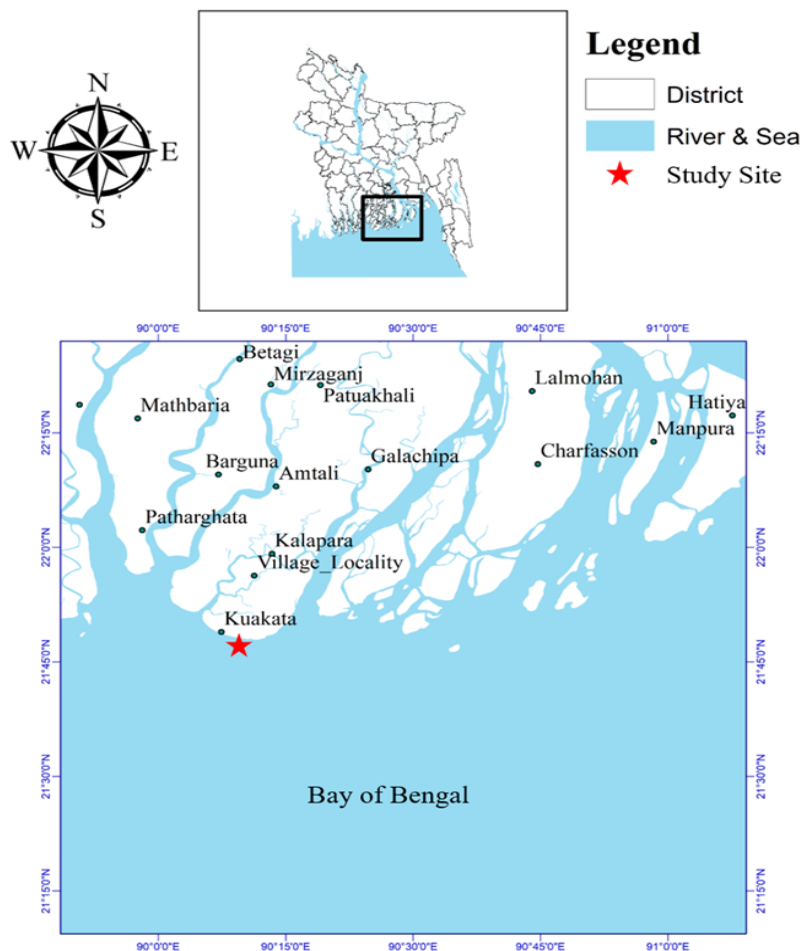 Legend
N
W E
S
District
River & Sea
Study Site
90°0'0"E 90°15'0"E 90°30'0"E 90°45'0"E 91°0'0"E
Betagi
Mirzaganj
Patuakhali
Lalmohan
Hatiya
Mathbaria
Manpura
22°15'0"N 22°15'0"N
Charfasson
Galachipa
Barguna
Amtali
Patharghata
Kalapara
22°0'0"N 22°0'0"N
Village_Locality
Kuakata
21°45'0"N 21°45'0"N
21°30'0"N 21°30'0"N
Bay of Bengal
21°15'0"N 21°15'0"N
90°0'0"E 90°15'0"E 90°30'0"E 90°45'0"E 91°0'0"E